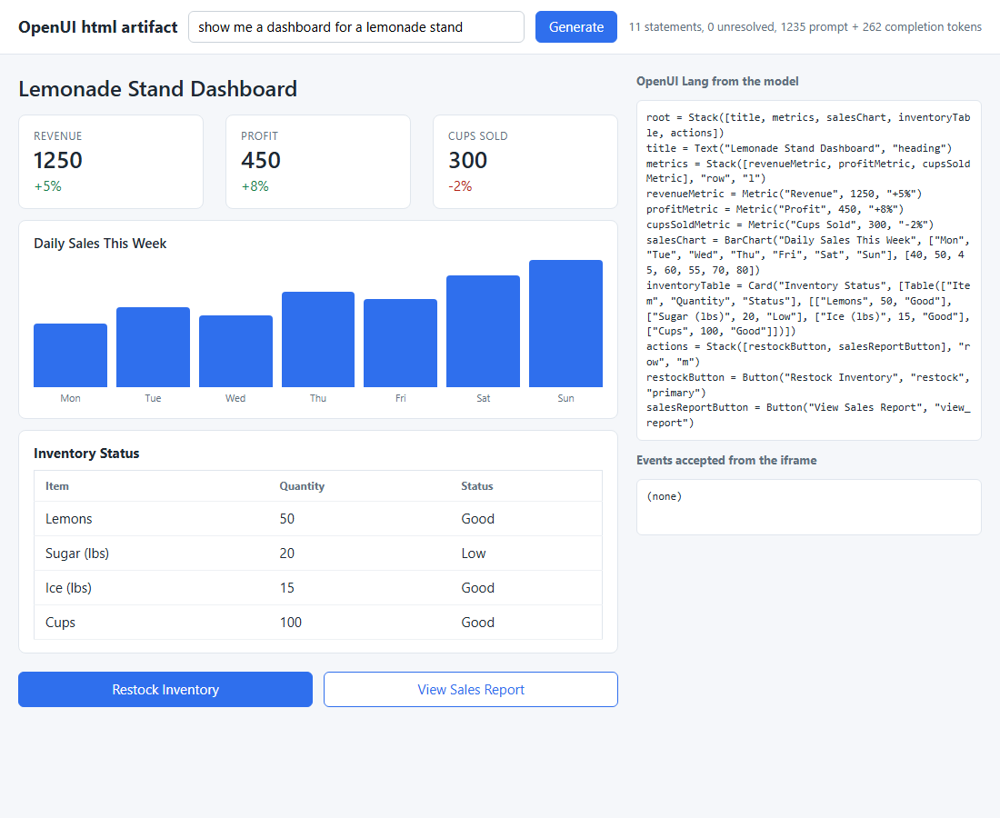 OpenUI html artifact
show me a dashboard for a lemonade stand
Generate
11 statements, 0 unresolved, 1235 prompt + 262 completion tokens
Lemonade Stand Dashboard
REVENUE
1250
+5%
PROFIT
450
+8%
CUPS SOLD
300
-2%
Daily Sales This Week
Mon Tue Wed Thu Fri Sat Sun
Inventory Status
Item Quantity Status
Lemons 50 Good
Sugar (lbs) 20 Low
Ice (lbs) 15 Good
Cups 100 Good
Restock Inventory
View Sales Report
OpenUI Lang from the model
root = Stack([title, metrics, salesChart, inventoryTab
le, actions])
title = Text("Lemonade Stand Dashboard", "heading")
metrics = Stack([revenueMetric, profitMetric, cupsSold
Metric], "row", "l")
revenueMetric = Metric("Revenue", 1250, "+5%")
profitMetric = Metric("Profit", 450, "+8%")
cupsSoldMetric = Metric("Cups Sold", 300, "-2%")
salesChart = BarChart("Daily Sales This Week", ["Mon",
"Tue", "Wed", "Thu", "Fri", "Sat", "Sun"], [40, 50, 4
5, 60, 55, 70, 80])
inventoryTable = Card("Inventory Status", [Table(["Ite
m", "Quantity", "Status"], [["Lemons", 50, "Good"],
["Sugar (lbs)", 20, "Low"], ["Ice (lbs)", 15, "Good"],
["Cups", 100, "Good"]])])
actions = Stack([restockButton, salesReportButton], "r
ow", "m")
restockButton = Button("Restock Inventory", "restock",
"primary")
salesReportButton = Button("View Sales Report", "view_
report")
Events accepted from the iframe
(none)